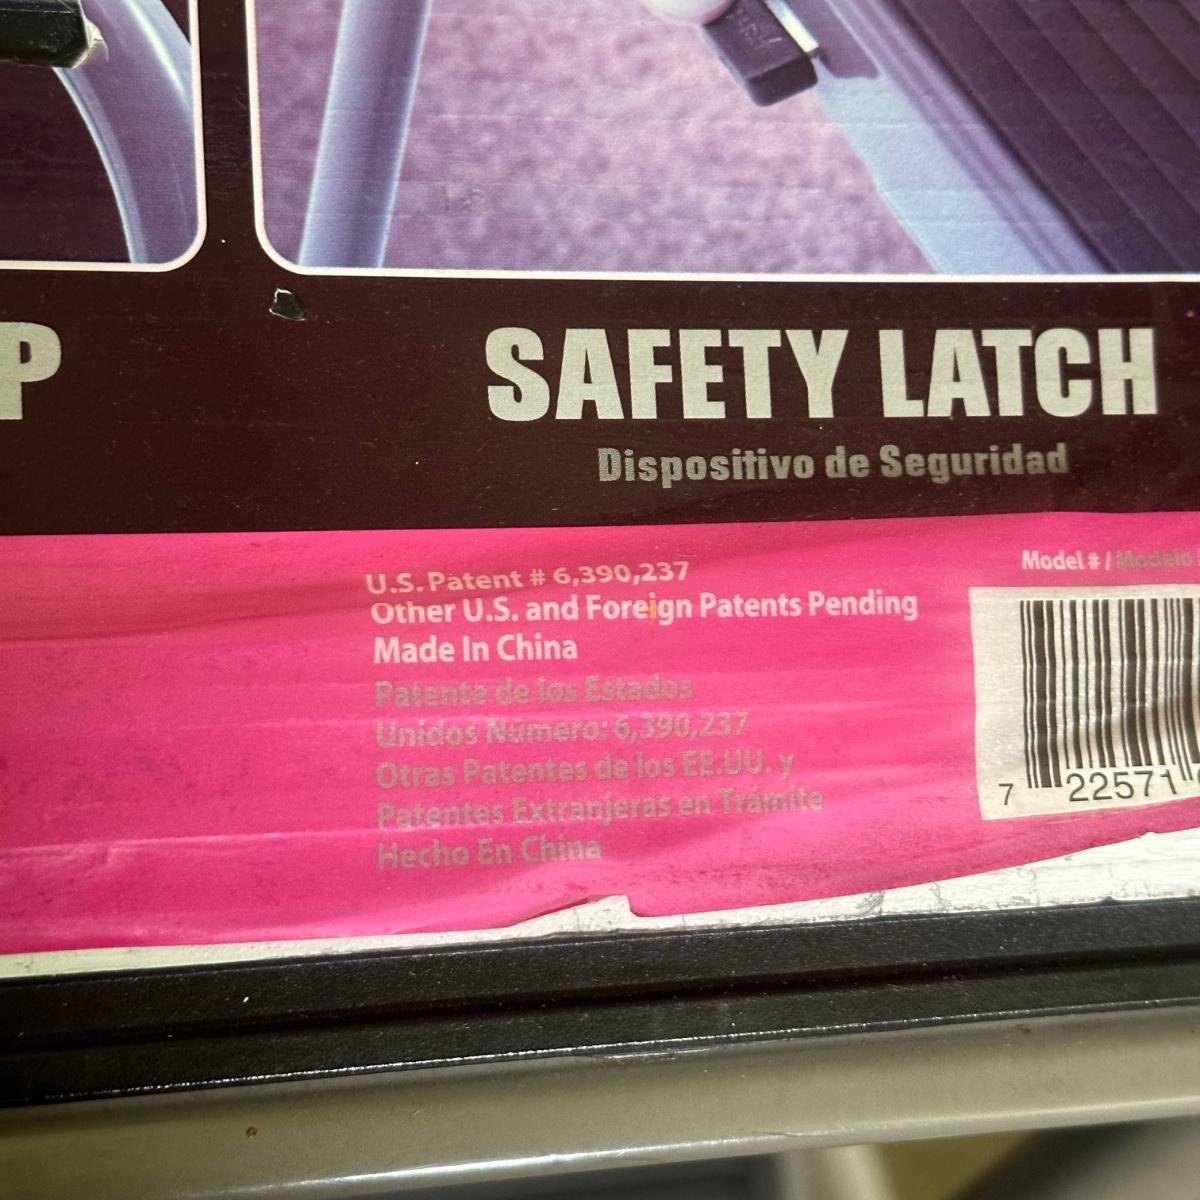 P
SAFETY LATCH
Dispositivo de Seguridad
U.S. Patent # 6,390,237
Other U.S. and Foreign Patents Pending
Made In China
Patente de los Estados
Unidos Número: 6,390,237
Otras Patentes de los EE.UU. y
Patentes Extranjeras en Trámite
Hecho En China
Model # / Modelo
7 22571